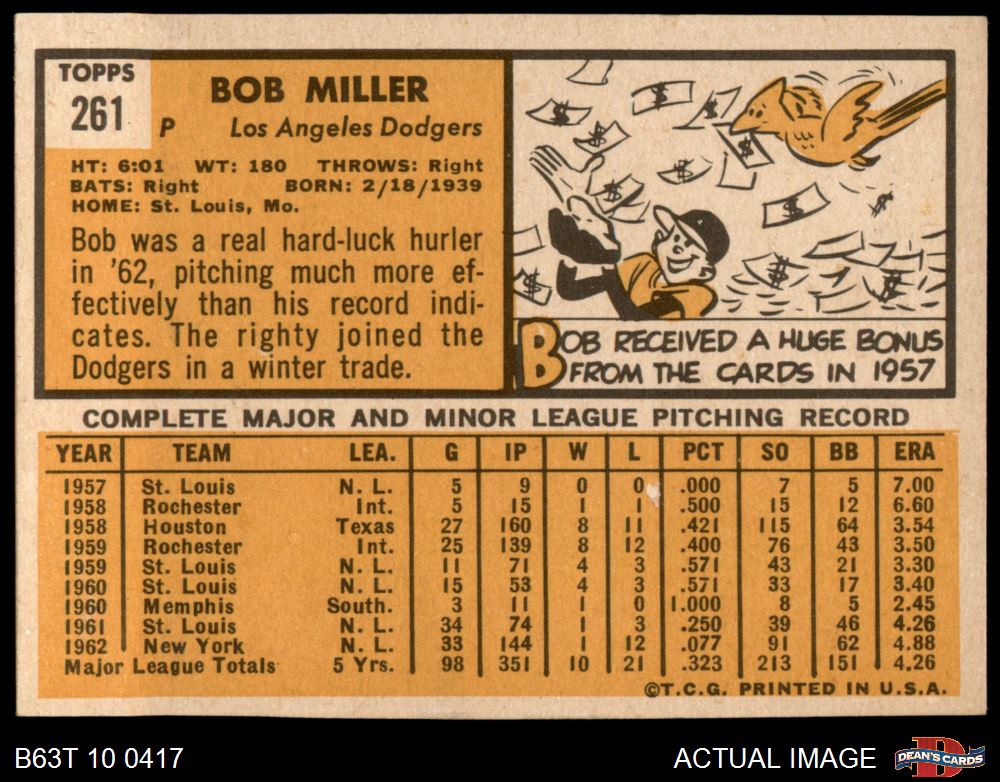 TOPPS
261
BOB MILLER
P Los Angeles Dodgers
HT: 6:01 WT: 180 THROWS: Right
BATS: Right BORN: 2/18/1939
HOME: St. Louis, Mo.
Bob was a real hard-luck hurler
in '62, pitching much more ef-
fectively than his record indi-
cates. The righty joined the
Dodgers in a winter trade.
BOB RECEIVED A HUGE BONUS
FROM THE CARDS IN 1957
COMPLETE MAJOR AND MINOR LEAGUE PITCHING RECORD
YEAR TEAM LEA. G IP W L PCT SO BB ERA
1957 St. Louis N. L. 5 9 0 0 .000 7 5 7.00
1958 Rochester Int. 5 15 1 1 .500 15 12 6.60
1958 Houston Texas 27 160 8 11 .421 115 64 3.54
1959 Rochester Int. 25 139 8 12 .400 76 43 3.50
1959 St. Louis N. L. 11 71 4 3 .571 43 21 3.30
1960 St. Louis N. L. 15 53 4 3 .571 33 17 3.40
1960 Memphis South. 3 11 1 0 1.000 8 5 2.45
1961 St. Louis N. L. 34 74 1 3 .250 39 46 4.26
1962 New York N. L. 33 144 1 12 .077 91 62 4.88
Major League Totals 5 Yrs. 98 351 10 21 .323 213 151 4.26
©T.C.G. PRINTED IN U.S.A.
B63T 10 0417
ACTUAL IMAGE
D
DEAN'S CARDS